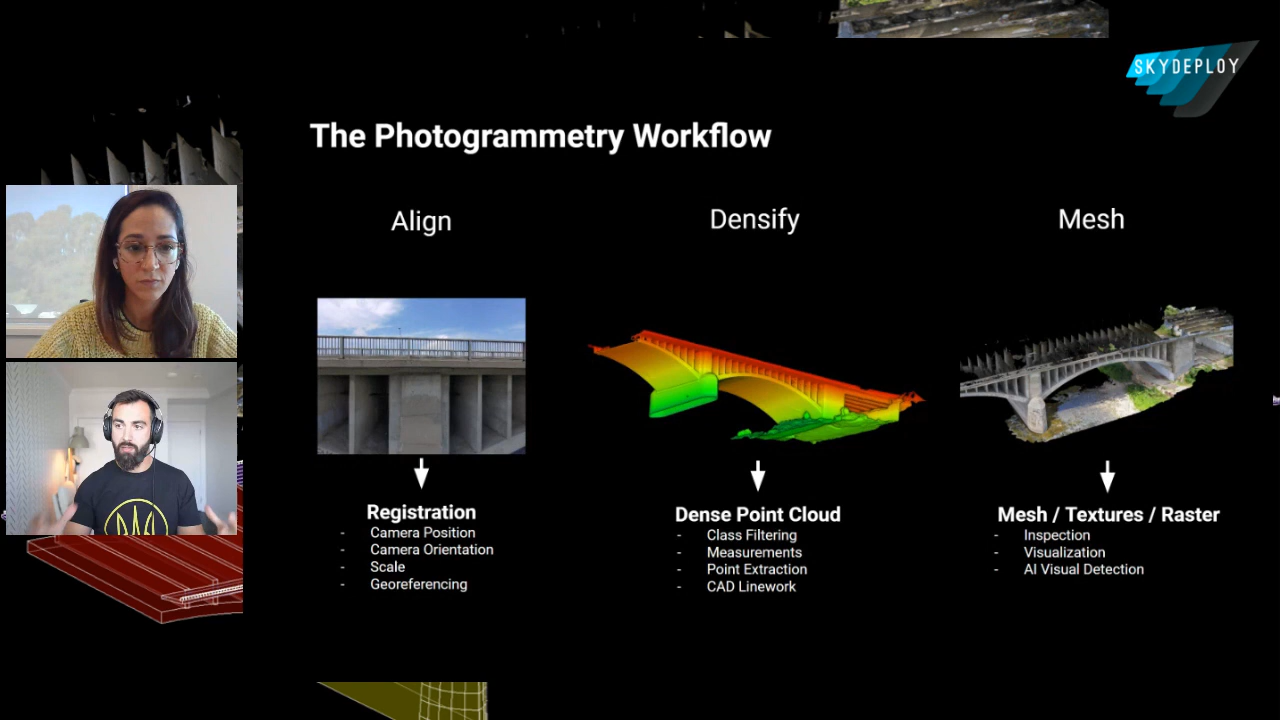 SKYDEPLOY
The Photogrammetry Workflow
Align
Densify
Mesh
Registration
- Camera Position
- Camera Orientation
- Scale
- Georeferencing
Dense Point Cloud
- Class Filtering
- Measurements
- Point Extraction
- CAD Linework
Mesh / Textures / Raster
- Inspection
- Visualization
- AI Visual Detection